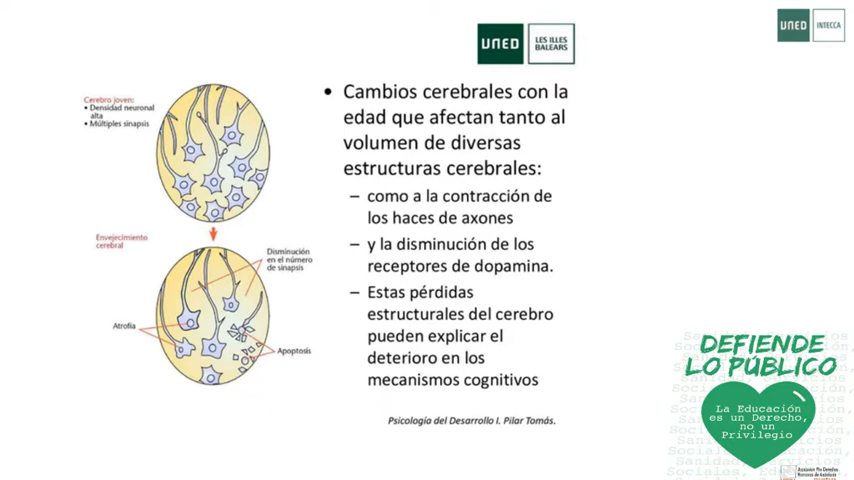 UNED
INTECCA
UNED
LES ILLES
BALEARS
Cerebro joven:
• Densidad neuronal
alta
• Múltiples sinapsis
Envejecimiento
cerebral
Disminución
en el número
de sinapsis
Atrofia
Apoptosis
• Cambios cerebrales con la
edad que afectan tanto al
volumen de diversas
estructuras cerebrales:
– como a la contracción de
los haces de axones
– y la disminución de los
receptores de dopamina.
– Estas pérdidas
estructurales del cerebro
pueden explicar el
deterioro en los
mecanismos cognitivos
Psicología del Desarrollo I. Pilar Tomás.
DEFIENDE
LO PÚBLICO
La Educación
es un Derecho,
no un
Privilegio